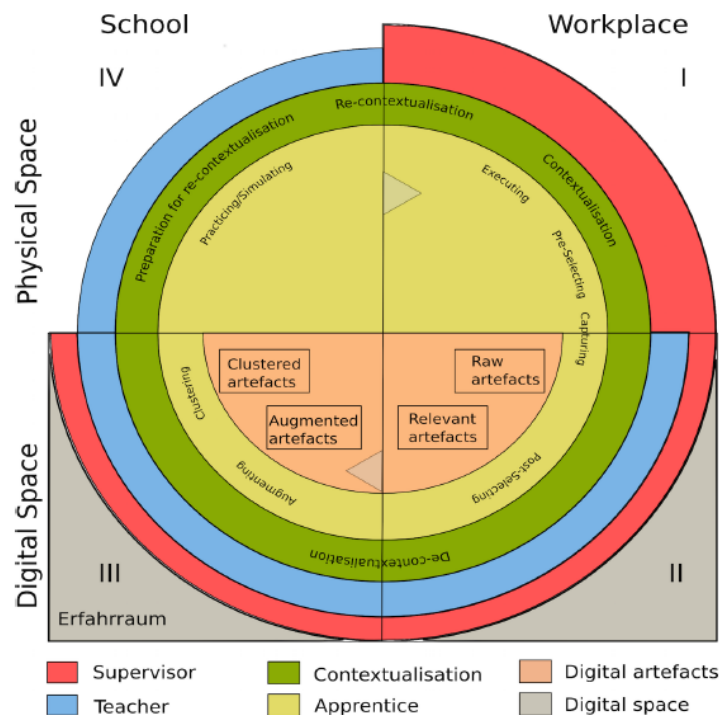 School
Workplace
IV
I
Physical Space
Re-contextualisation
Preparation for re-contextualisation
Contextualisation
Practicing/Simulating
Executing
Pre-Selecting
Capturing
Clustered
artefacts
Raw
artefacts
Augmented
artefacts
Relevant
artefacts
Clustering
Augmenting
Post-Selecting
De-contextualisation
Digital Space
III
II
Erfahrraum
Supervisor
Contextualisation
Digital artefacts
Teacher
Apprentice
Digital space